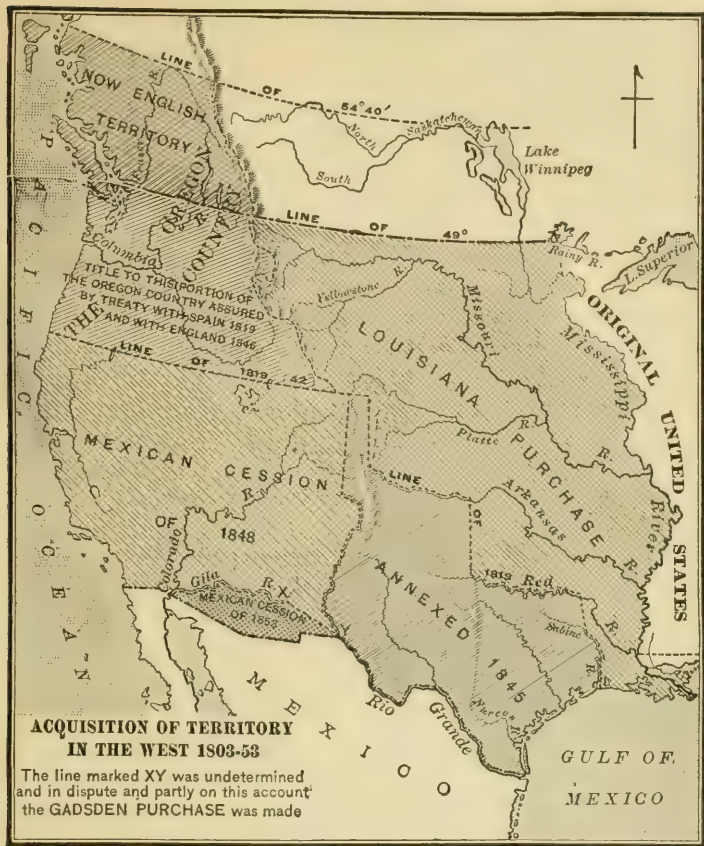 LINE OF 54°40'
NOW ENGLISH
TERRITORY
R.
North
Saskatchewan
South
Lake
Winnipeg
THE OREGON COUNTRY
R.
LINE OF 49°
Rainy R.
L. Superior
Columbia
TITLE TO THIS PORTION OF
THE OREGON COUNTRY ASSURED
BY TREATY WITH SPAIN 1819
AND WITH ENGLAND 1846
Yellowstone R.
Missouri R.
ORIGINAL UNITED STATES
Mississippi River
LOUISIANA PURCHASE
LINE OF 1819 42°
PACIFIC OCEAN
MEXICAN CESSION
OF 1848
Platte R.
LINE OF 1819
Arkansas R.
Colorado R.
Red R.
Gila R. X
MEXICAN CESSION
OF 1853
ANNEXED 1845
Sabine R.
Nueces
Rio Grande
MEXICO
GULF OF
MEXICO
ACQUISITION OF TERRITORY
IN THE WEST 1803-53
The line marked XY was undetermined
and in dispute and partly on this account
the GADSDEN PURCHASE was made